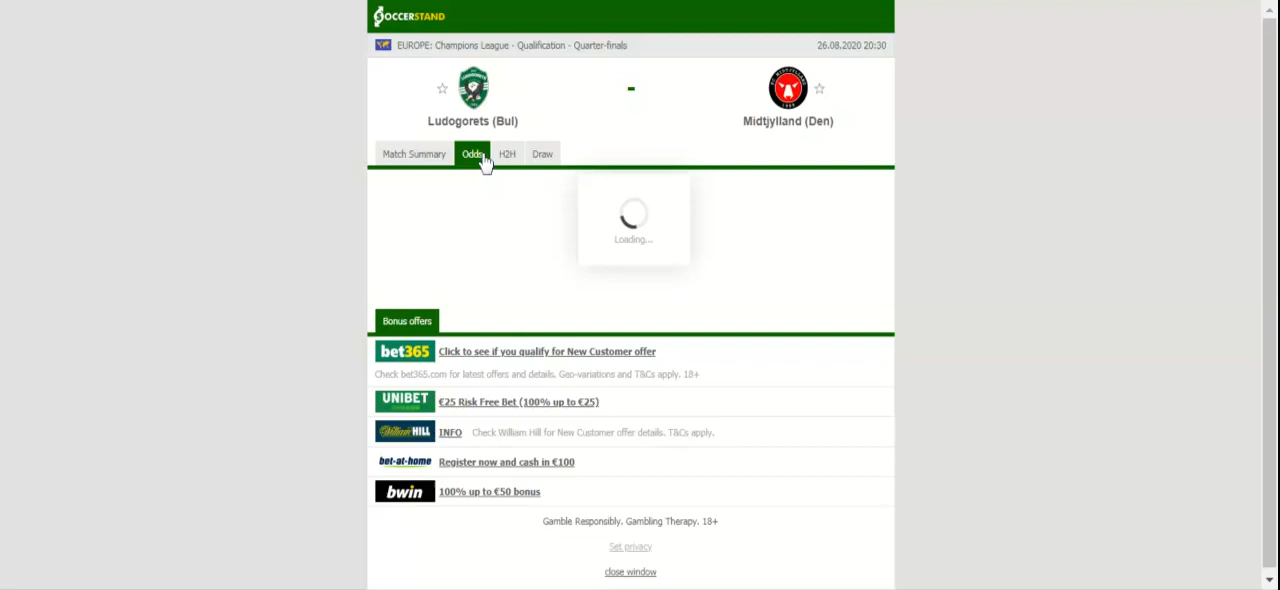 SOCCERSTAND
EUROPE: Champions League - Qualification - Quarter-finals 26.08.2020 20:30
Ludogorets (Bul) - Midtjylland (Den)
Match Summary Odds H2H Draw
Loading...
Bonus offers
bet365 Click to see if you qualify for New Customer offer
Check bet365.com for latest offers and details. Geo-variations and T&Cs apply. 18+
UNIBET €25 Risk Free Bet (100% up to €25)
William HILL INFO Check William Hill for New Customer offer details. T&Cs apply.
bet-at-home Register now and cash in €100
bwin 100% up to €50 bonus
Gamble Responsibly. Gambling Therapy. 18+
Set privacy
close window